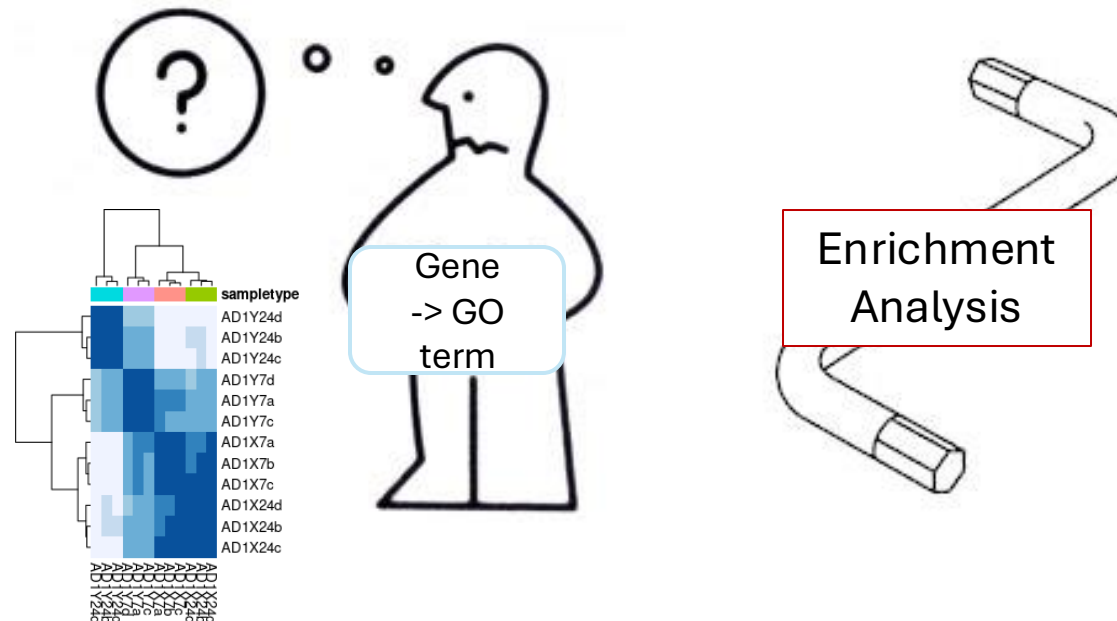 ?
sampletype
AD1Y24d
AD1Y24b
AD1Y24c
AD1Y7d
AD1Y7a
AD1Y7c
AD1X7a
AD1X7b
AD1X7c
AD1X24d
AD1X24b
AD1X24c
Gene
-> GO
term
Enrichment
Analysis